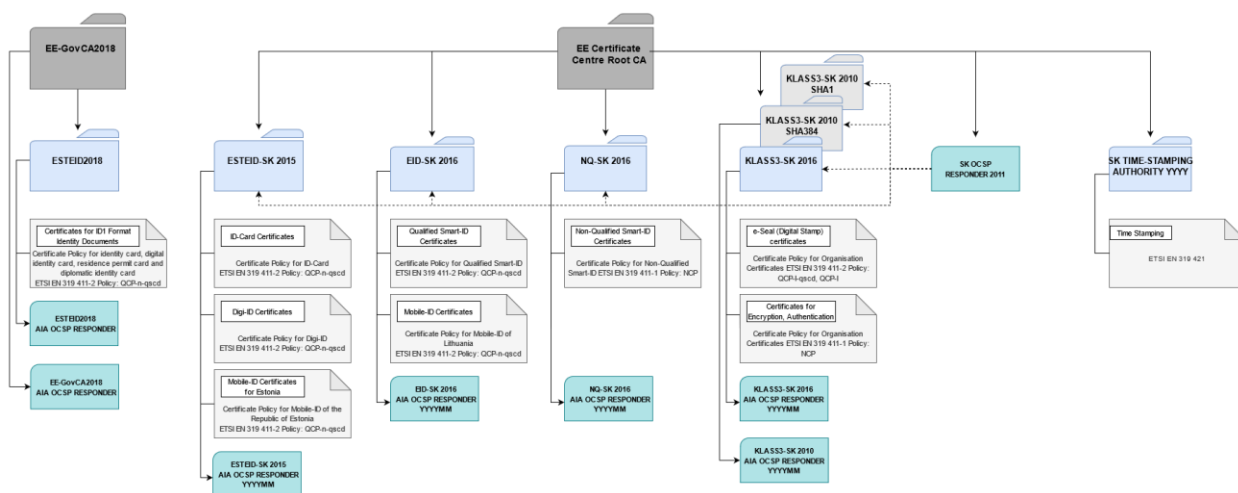 EE-GovCA2018
EE Certificate
Centre Root CA
KLASS3-SK 2010
SHA1
KLASS3-SK 2010
SHA384
ESTEID2018
ESTEID-SK 2015
EID-SK 2016
NQ-SK 2016
KLASS3-SK 2016
SK OCSP
RESPONDER 2011
SK TIME-STAMPING
AUTHORITY YYYY
Certificates for ID1 Format
Identity Documents
Certificate Policy for identity card, digital
identity card, residence permit card and
diplomatic identity card
ETSI EN 319 411-2 Policy: QCP-n-qscd
ESTEID2018
AIA OCSP RESPONDER
EE-GovCA2018
AIA OCSP RESPONDER
ID-Card Certificates
Certificate Policy for ID-Card
ETSI EN 319 411-2 Policy: QCP-n-qscd
Digi-ID Certificates
Certificate Policy for Digi-ID
ETSI EN 319 411-2 Policy: QCP-n-qscd
Mobile-ID Certificates
for Estonia
Certificate Policy for Mobile-ID of the
Republic of Estonia
ETSI EN 319 411-2 Policy: QCP-n-qscd
ESTEID-SK 2015
AIA OCSP RESPONDER
YYYYMM
Qualified Smart-ID
Certificates
Certificate Policy for Qualified Smart-ID
ETSI EN 319 411-2 Policy: QCP-n-qscd
Mobile-ID Certificates
Certificate Policy for Mobile-ID of
Lithuania
ETSI EN 319 411-2 Policy: QCP-n-qscd
EID-SK 2016
AIA OCSP RESPONDER
YYYYMM
Non-Qualified Smart-ID
Certificates
Certificate Policy for Non-Qualified
Smart-ID ETSI EN 319 411-1 Policy: NCP
NQ-SK 2016
AIA OCSP RESPONDER
YYYYMM
e-Seal (Digital Stamp)
certificates
Certificate Policy for Organisation
Certificates ETSI EN 319 411-2 Policy:
QCP-l-qscd, QCP-l
Certificates for
Encryption, Authentication
Certificate Policy for Organisation
Certificates ETSI EN 319 411-1 Policy:
NCP
KLASS3-SK 2016
AIA OCSP RESPONDER
YYYYMM
KLASS3-SK 2010
AIA OCSP RESPONDER
YYYYMM
Time Stamping
ETSI EN 319 421